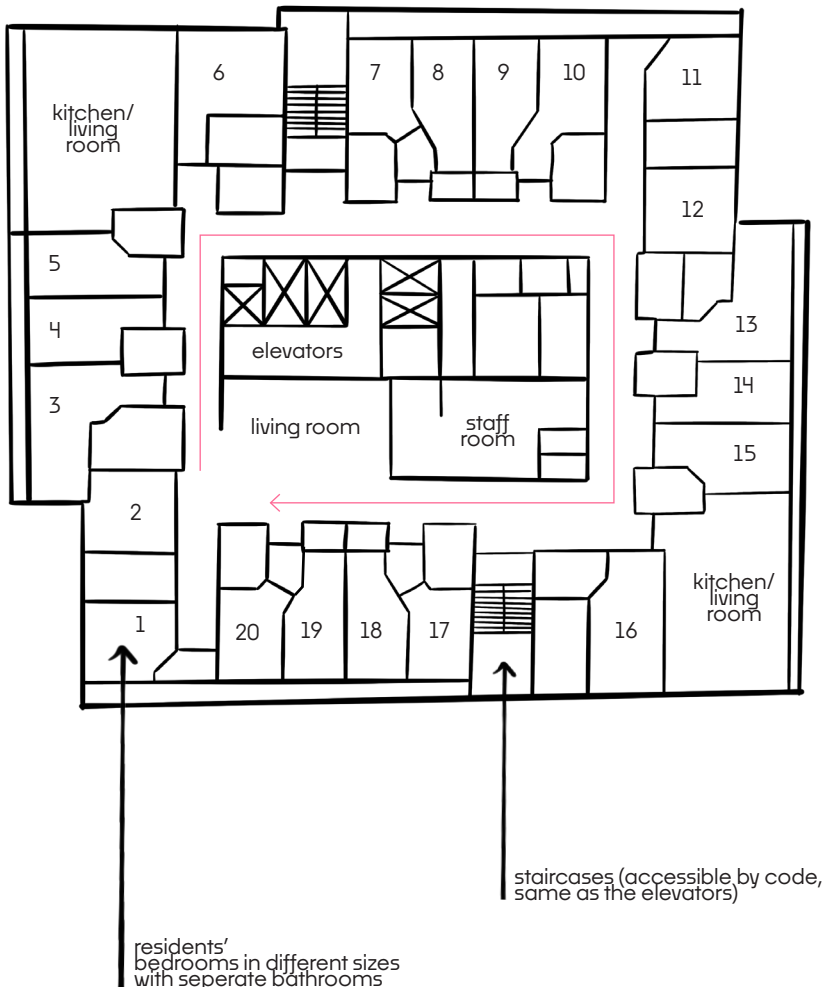 6
7
8
9
10
11
kitchen/
living
room
12
5
4
3
13
14
15
elevators
living room
staff
room
2
1
kitchen/
living
room
20
19
18
17
16
staircases (accessible by code,
same as the elevators)
residents'
bedrooms in different sizes
with seperate bathrooms